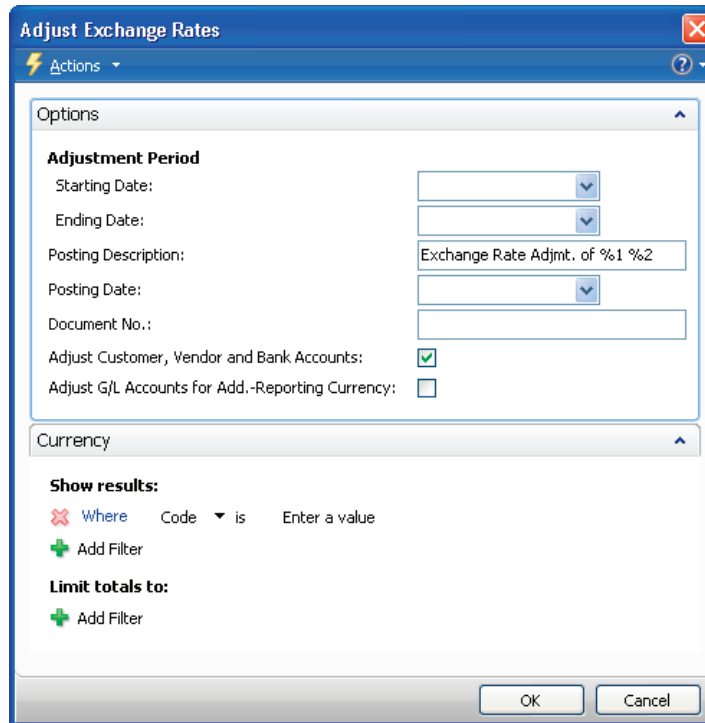 Adjust Exchange Rates
Actions
Options
Adjustment Period
Starting Date:
Ending Date:
Posting Description: Exchange Rate Adjmt. of %1 %2
Posting Date:
Document No.:
Adjust Customer, Vendor and Bank Accounts:
Adjust G/L Accounts for Add.-Reporting Currency:
Currency
Show results:
Where Code is Enter a value
Add Filter
Limit totals to:
Add Filter
OK Cancel